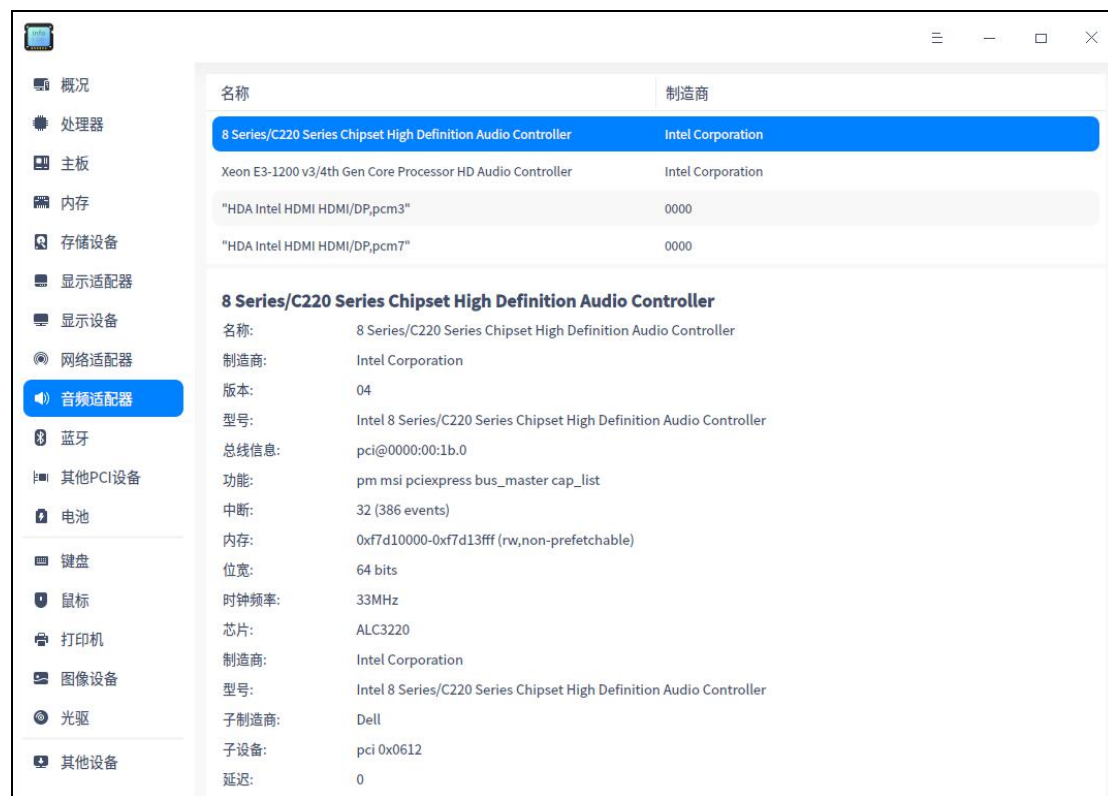 info
概况
处理器
主板
内存
存储设备
显示适配器
显示设备
网络适配器
音频适配器
蓝牙
其他PCI设备
电池
键盘
鼠标
打印机
图像设备
光驱
其他设备
名称 制造商
8 Series/C220 Series Chipset High Definition Audio Controller Intel Corporation
Xeon E3-1200 v3/4th Gen Core Processor HD Audio Controller Intel Corporation
"HDA Intel HDMI HDMI/DP,pcm3" 0000
"HDA Intel HDMI HDMI/DP,pcm7" 0000
8 Series/C220 Series Chipset High Definition Audio Controller
名称: 8 Series/C220 Series Chipset High Definition Audio Controller
制造商: Intel Corporation
版本: 04
型号: Intel 8 Series/C220 Series Chipset High Definition Audio Controller
总线信息: pci@0000:00:1b.0
功能: pm msi pciexpress bus_master cap_list
中断: 32 (386 events)
内存: 0xf7d10000-0xf7d13fff (rw,non-prefetchable)
位宽: 64 bits
时钟频率: 33MHz
芯片: ALC3220
制造商: Intel Corporation
型号: Intel 8 Series/C220 Series Chipset High Definition Audio Controller
子制造商: Dell
子设备: pci 0x0612
延迟: 0